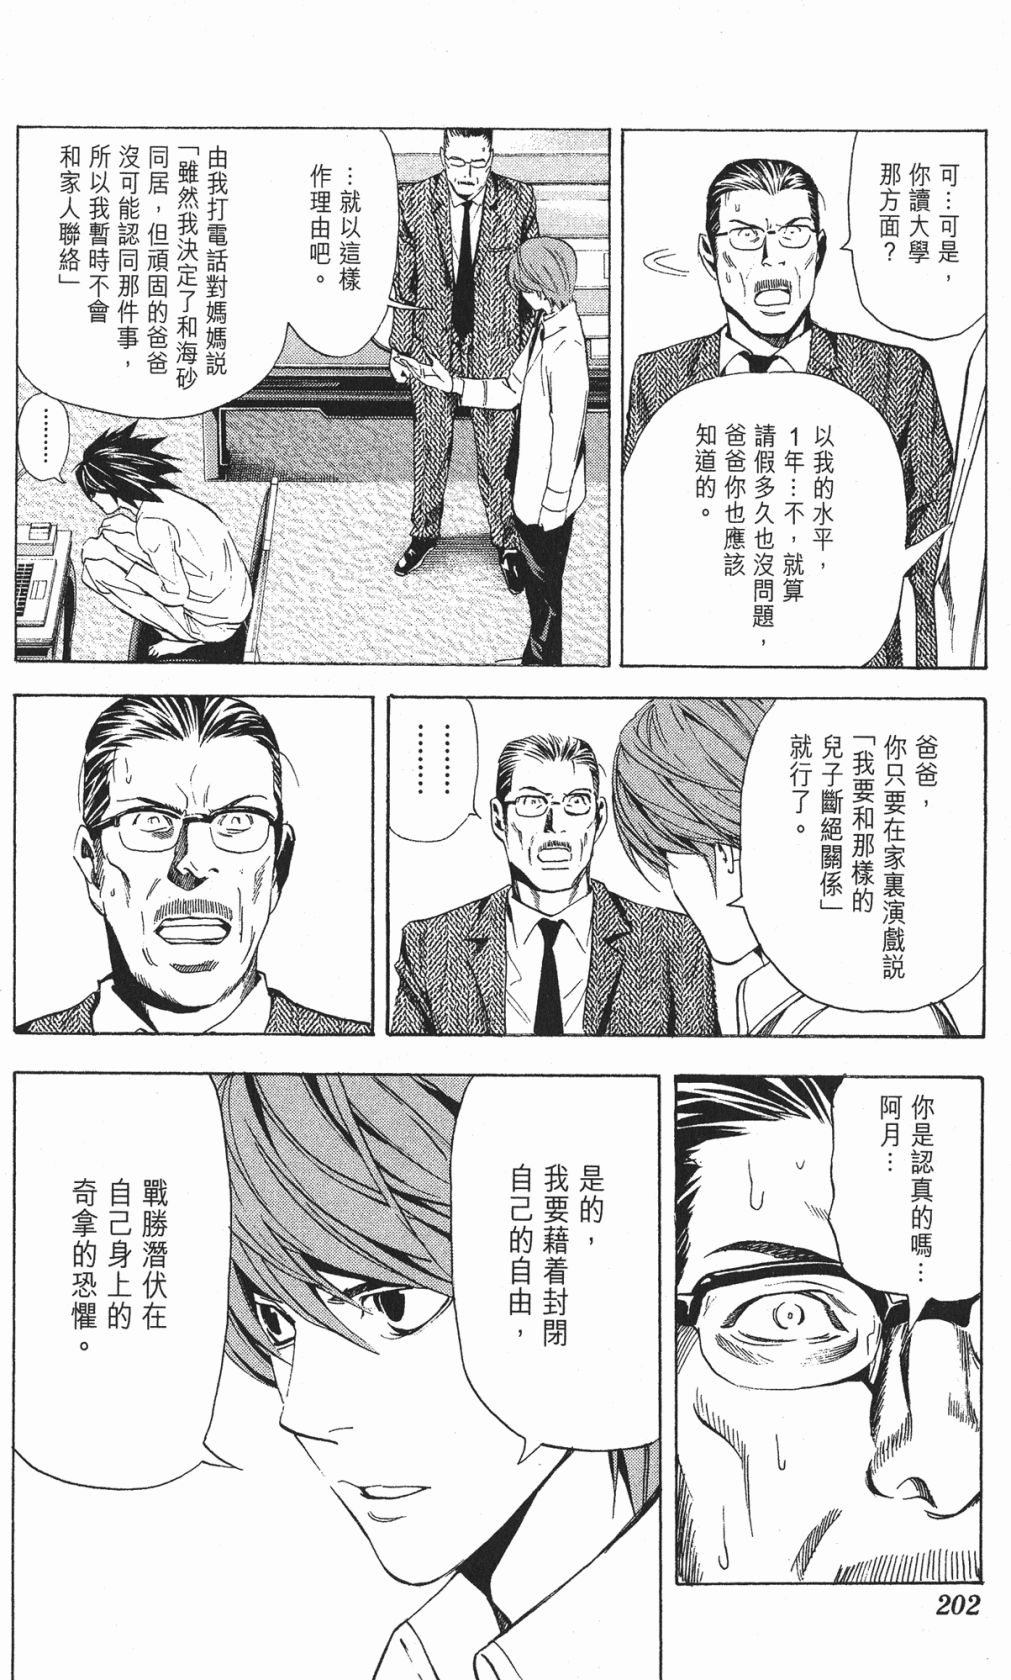 可…可是，
你讀大學
那方面？
以我的水平，
1年…不，就算
請假多久也沒問題，
爸爸你也應該
知道的。
…就以這樣
作理由吧。
由我打電話對媽媽説
「雖然我決定了和海砂
同居，但頑固的爸爸
沒可能認同那件事，
所以我暫時不會
和家人聯絡」
………
爸爸，
你只要在家裏演戲説
「我要和那樣的
兒子斷絕關係」
就行了。
………
………
你是認真的嗎…
阿月…
是的，
我要藉着封閉
自己的自由，
戰勝潛伏在
自己身上的
奇拿的恐懼。
202